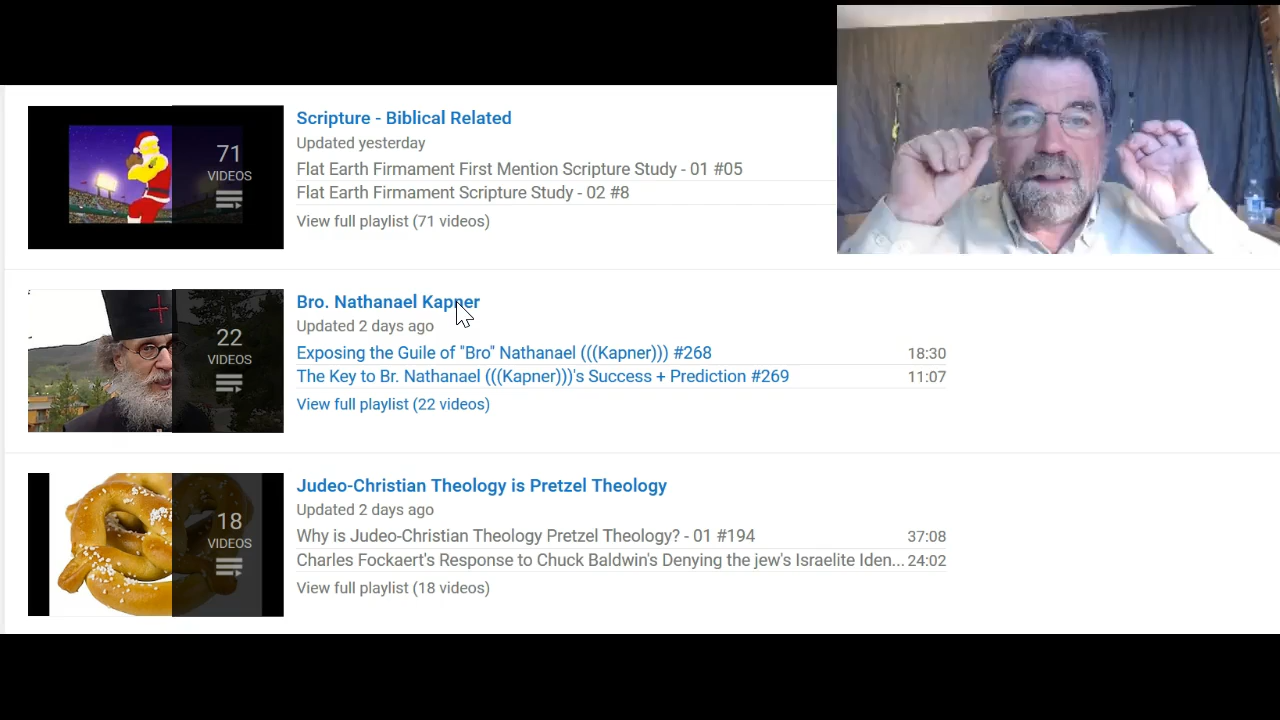 71
VIDEOS
Scripture - Biblical Related
Updated yesterday
Flat Earth Firmament First Mention Scripture Study - 01 #05
Flat Earth Firmament Scripture Study - 02 #8
View full playlist (71 videos)
22
VIDEOS
Bro. Nathanael Kapner
Updated 2 days ago
Exposing the Guile of "Bro" Nathanael (((Kapner))) #268 18:30
The Key to Br. Nathanael (((Kapner)))'s Success + Prediction #269 11:07
View full playlist (22 videos)
18
VIDEOS
Judeo-Christian Theology is Pretzel Theology
Updated 2 days ago
Why is Judeo-Christian Theology Pretzel Theology? - 01 #194 37:08
Charles Fockaert's Response to Chuck Baldwin's Denying the jew's Israelite Iden... 24:02
View full playlist (18 videos)